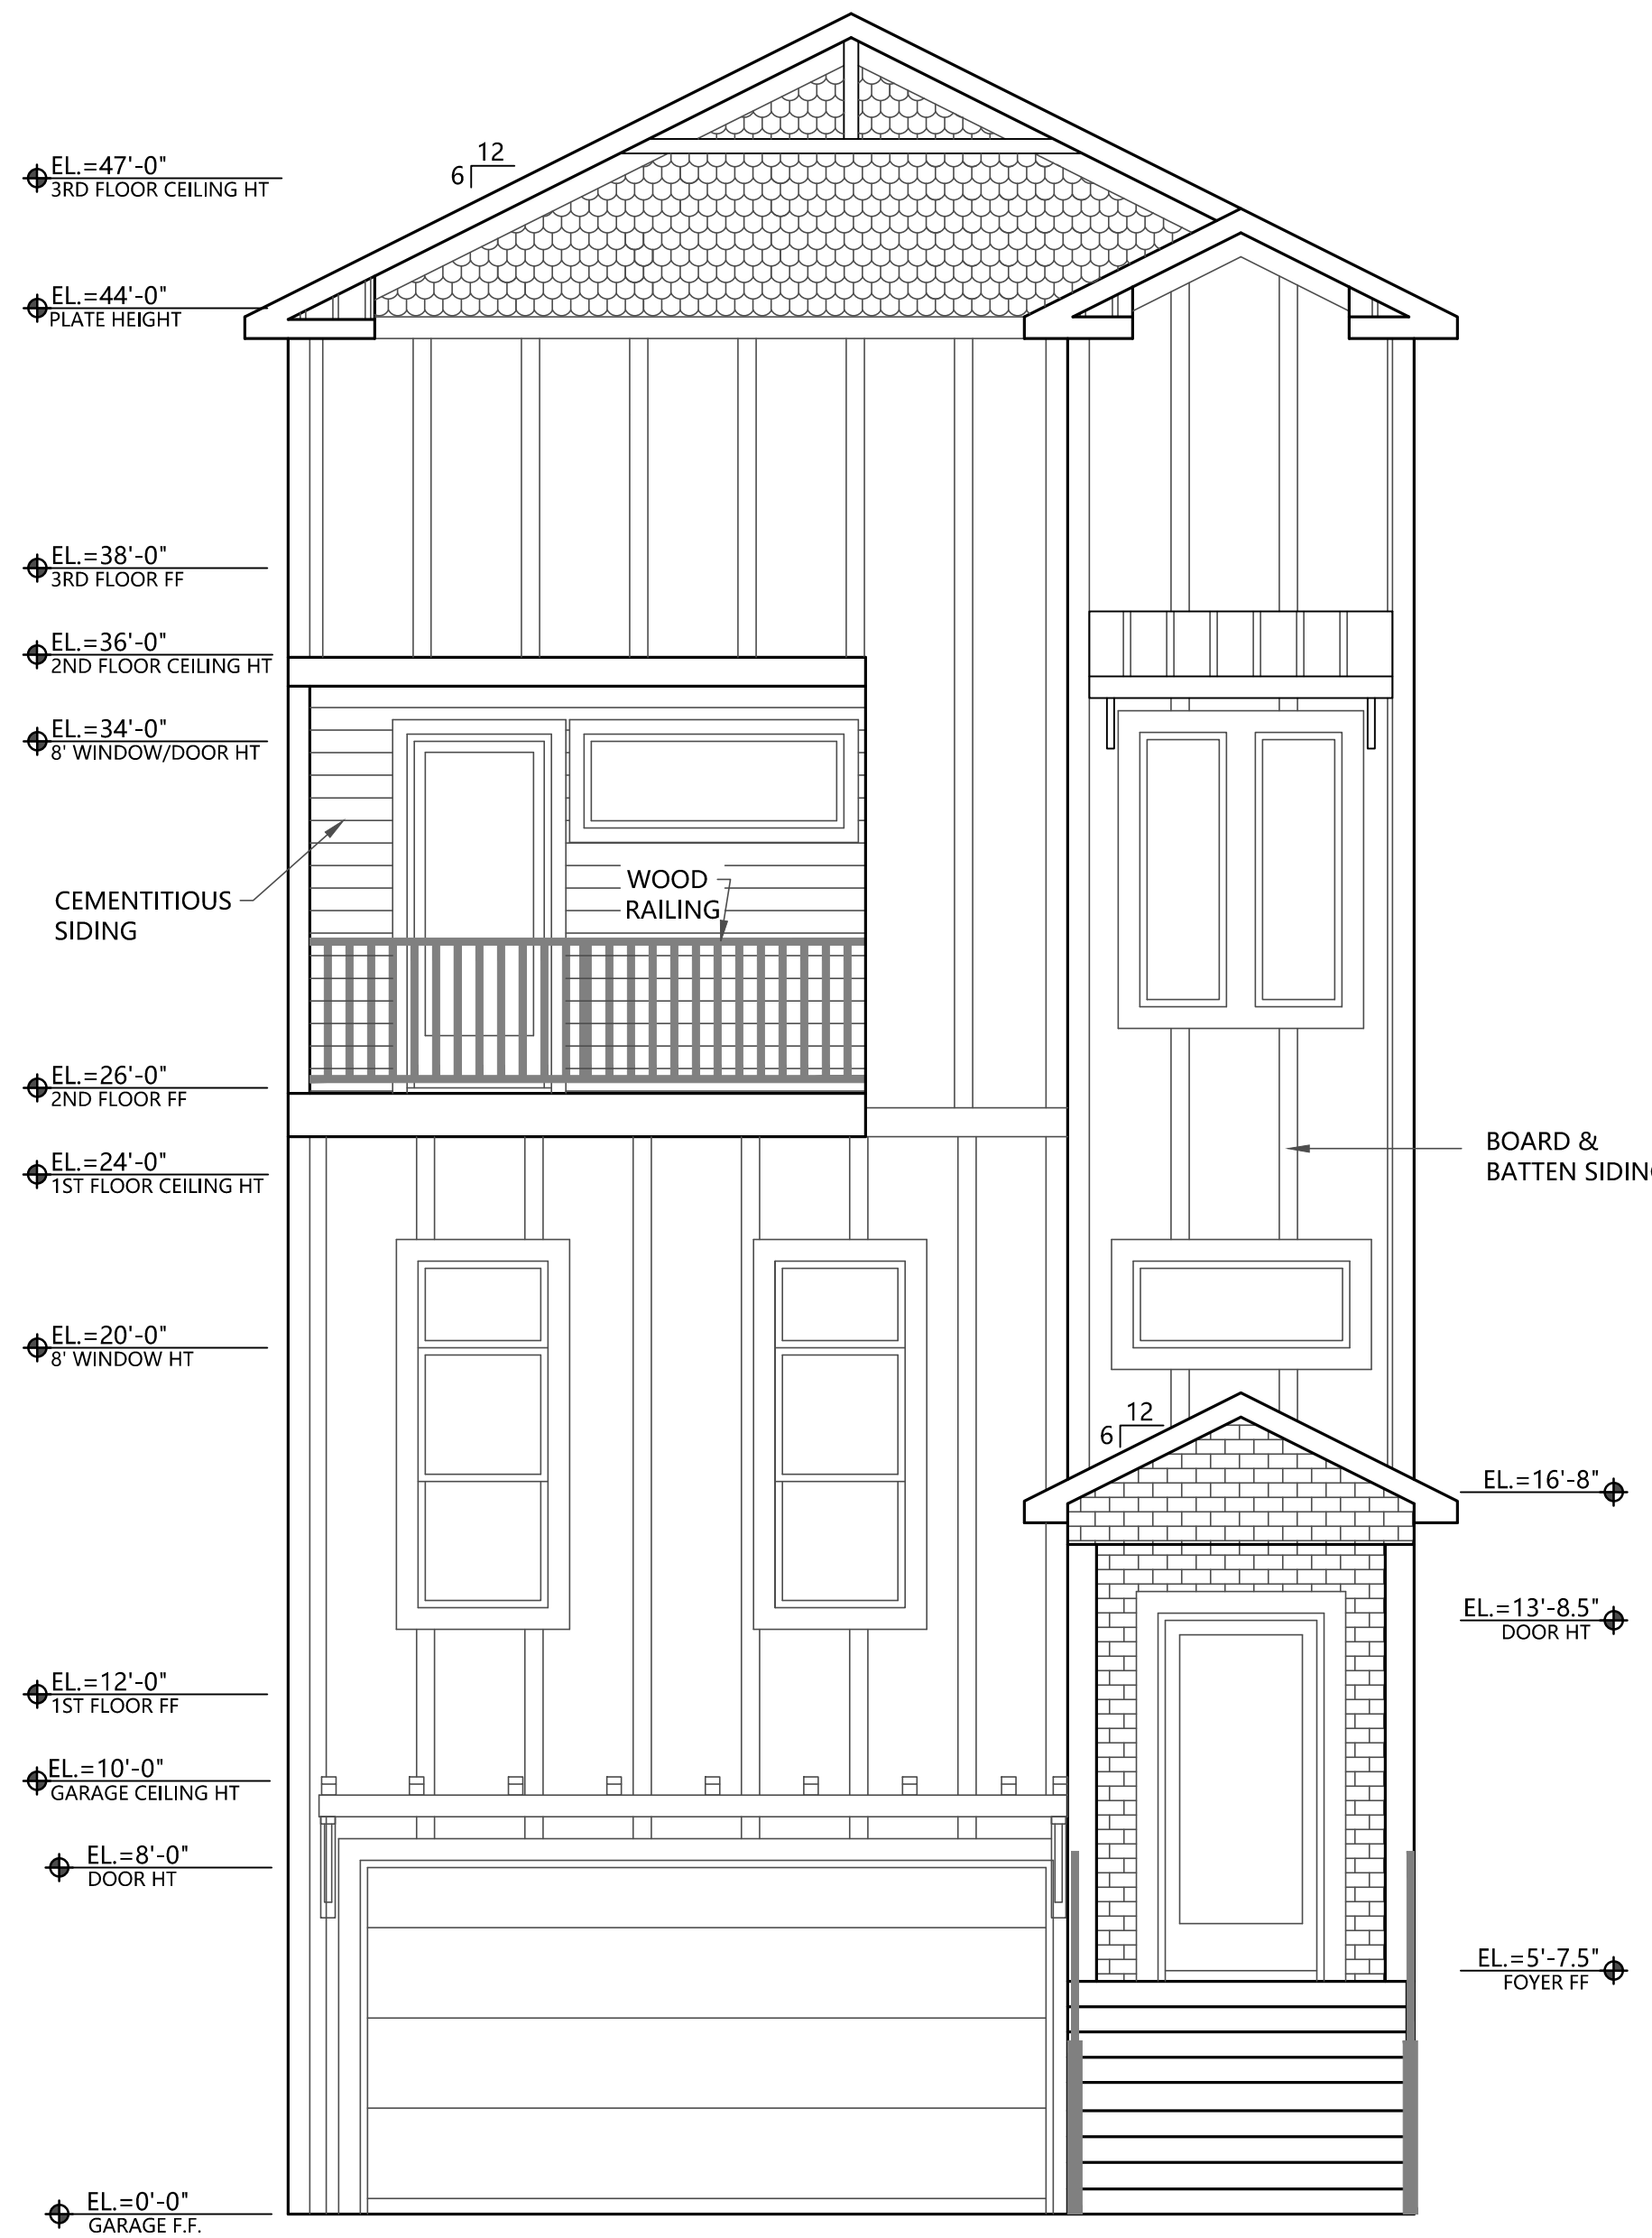 EL.=47'-0"
3RD FLOOR CEILING HT
12
6
EL.=44'-0"
PLATE HEIGHT
EL.=38'-0"
3RD FLOOR FF
EL.=36'-0"
2ND FLOOR CEILING HT
EL.=34'-0"
8' WINDOW/DOOR HT
CEMENTITIOUS
SIDING
WOOD
RAILING
EL.=26'-0"
2ND FLOOR FF
EL.=24'-0"
1ST FLOOR CEILING HT
BOARD &
BATTEN SIDING
EL.=20'-0"
8' WINDOW HT
12
6
EL.=16'-8"
EL.=13'-8.5"
DOOR HT
EL.=12'-0"
1ST FLOOR FF
EL.=10'-0"
GARAGE CEILING HT
EL.=8'-0"
DOOR HT
EL.=5'-7.5"
FOYER FF
EL.=0'-0"
GARAGE F.F.